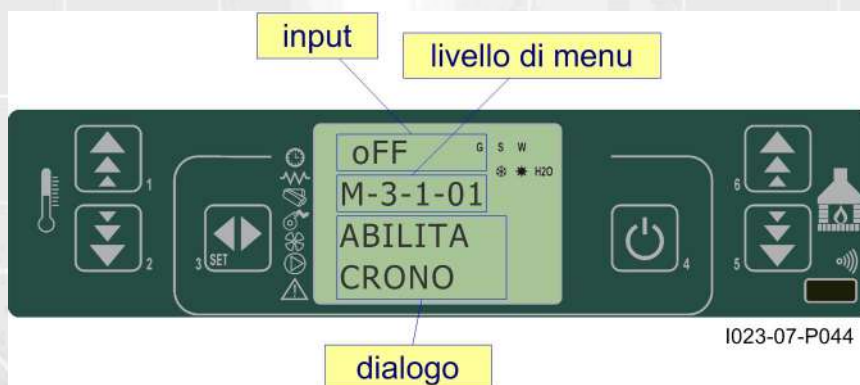 input
livello di menu
oFF
G S W
H2O
M-3-1-01
ABILITA
CRONO
1
2
3 SET
4
6
5
I023-07-P044
dialogo